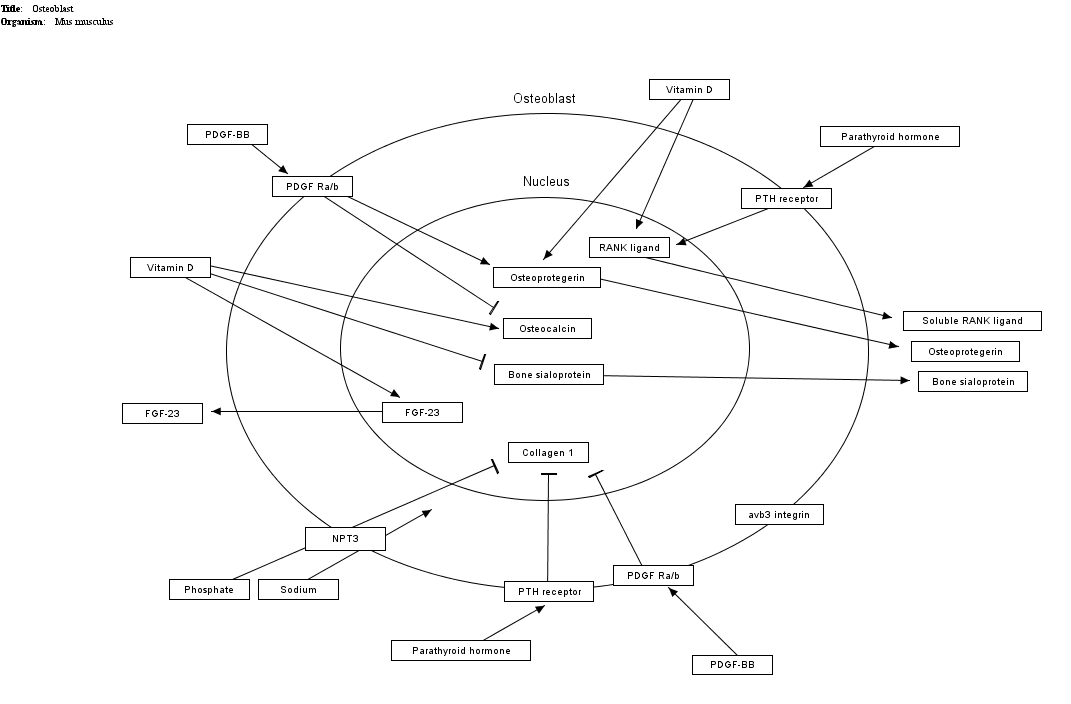 Title: Osteoblast
Organism: Mus musculus
Vitamin D
Osteoblast
PDGF-BB
Parathyroid hormone
Nucleus
PDGF Ra/b
PTH receptor
RANK ligand
Vitamin D
Osteoprotegerin
Soluble RANK ligand
Osteocalcin
Osteoprotegerin
Bone sialoprotein
Bone sialoprotein
FGF-23
FGF-23
Collagen 1
avb3 integrin
NPT3
PDGF Ra/b
Phosphate
Sodium
PTH receptor
Parathyroid hormone
PDGF-BB